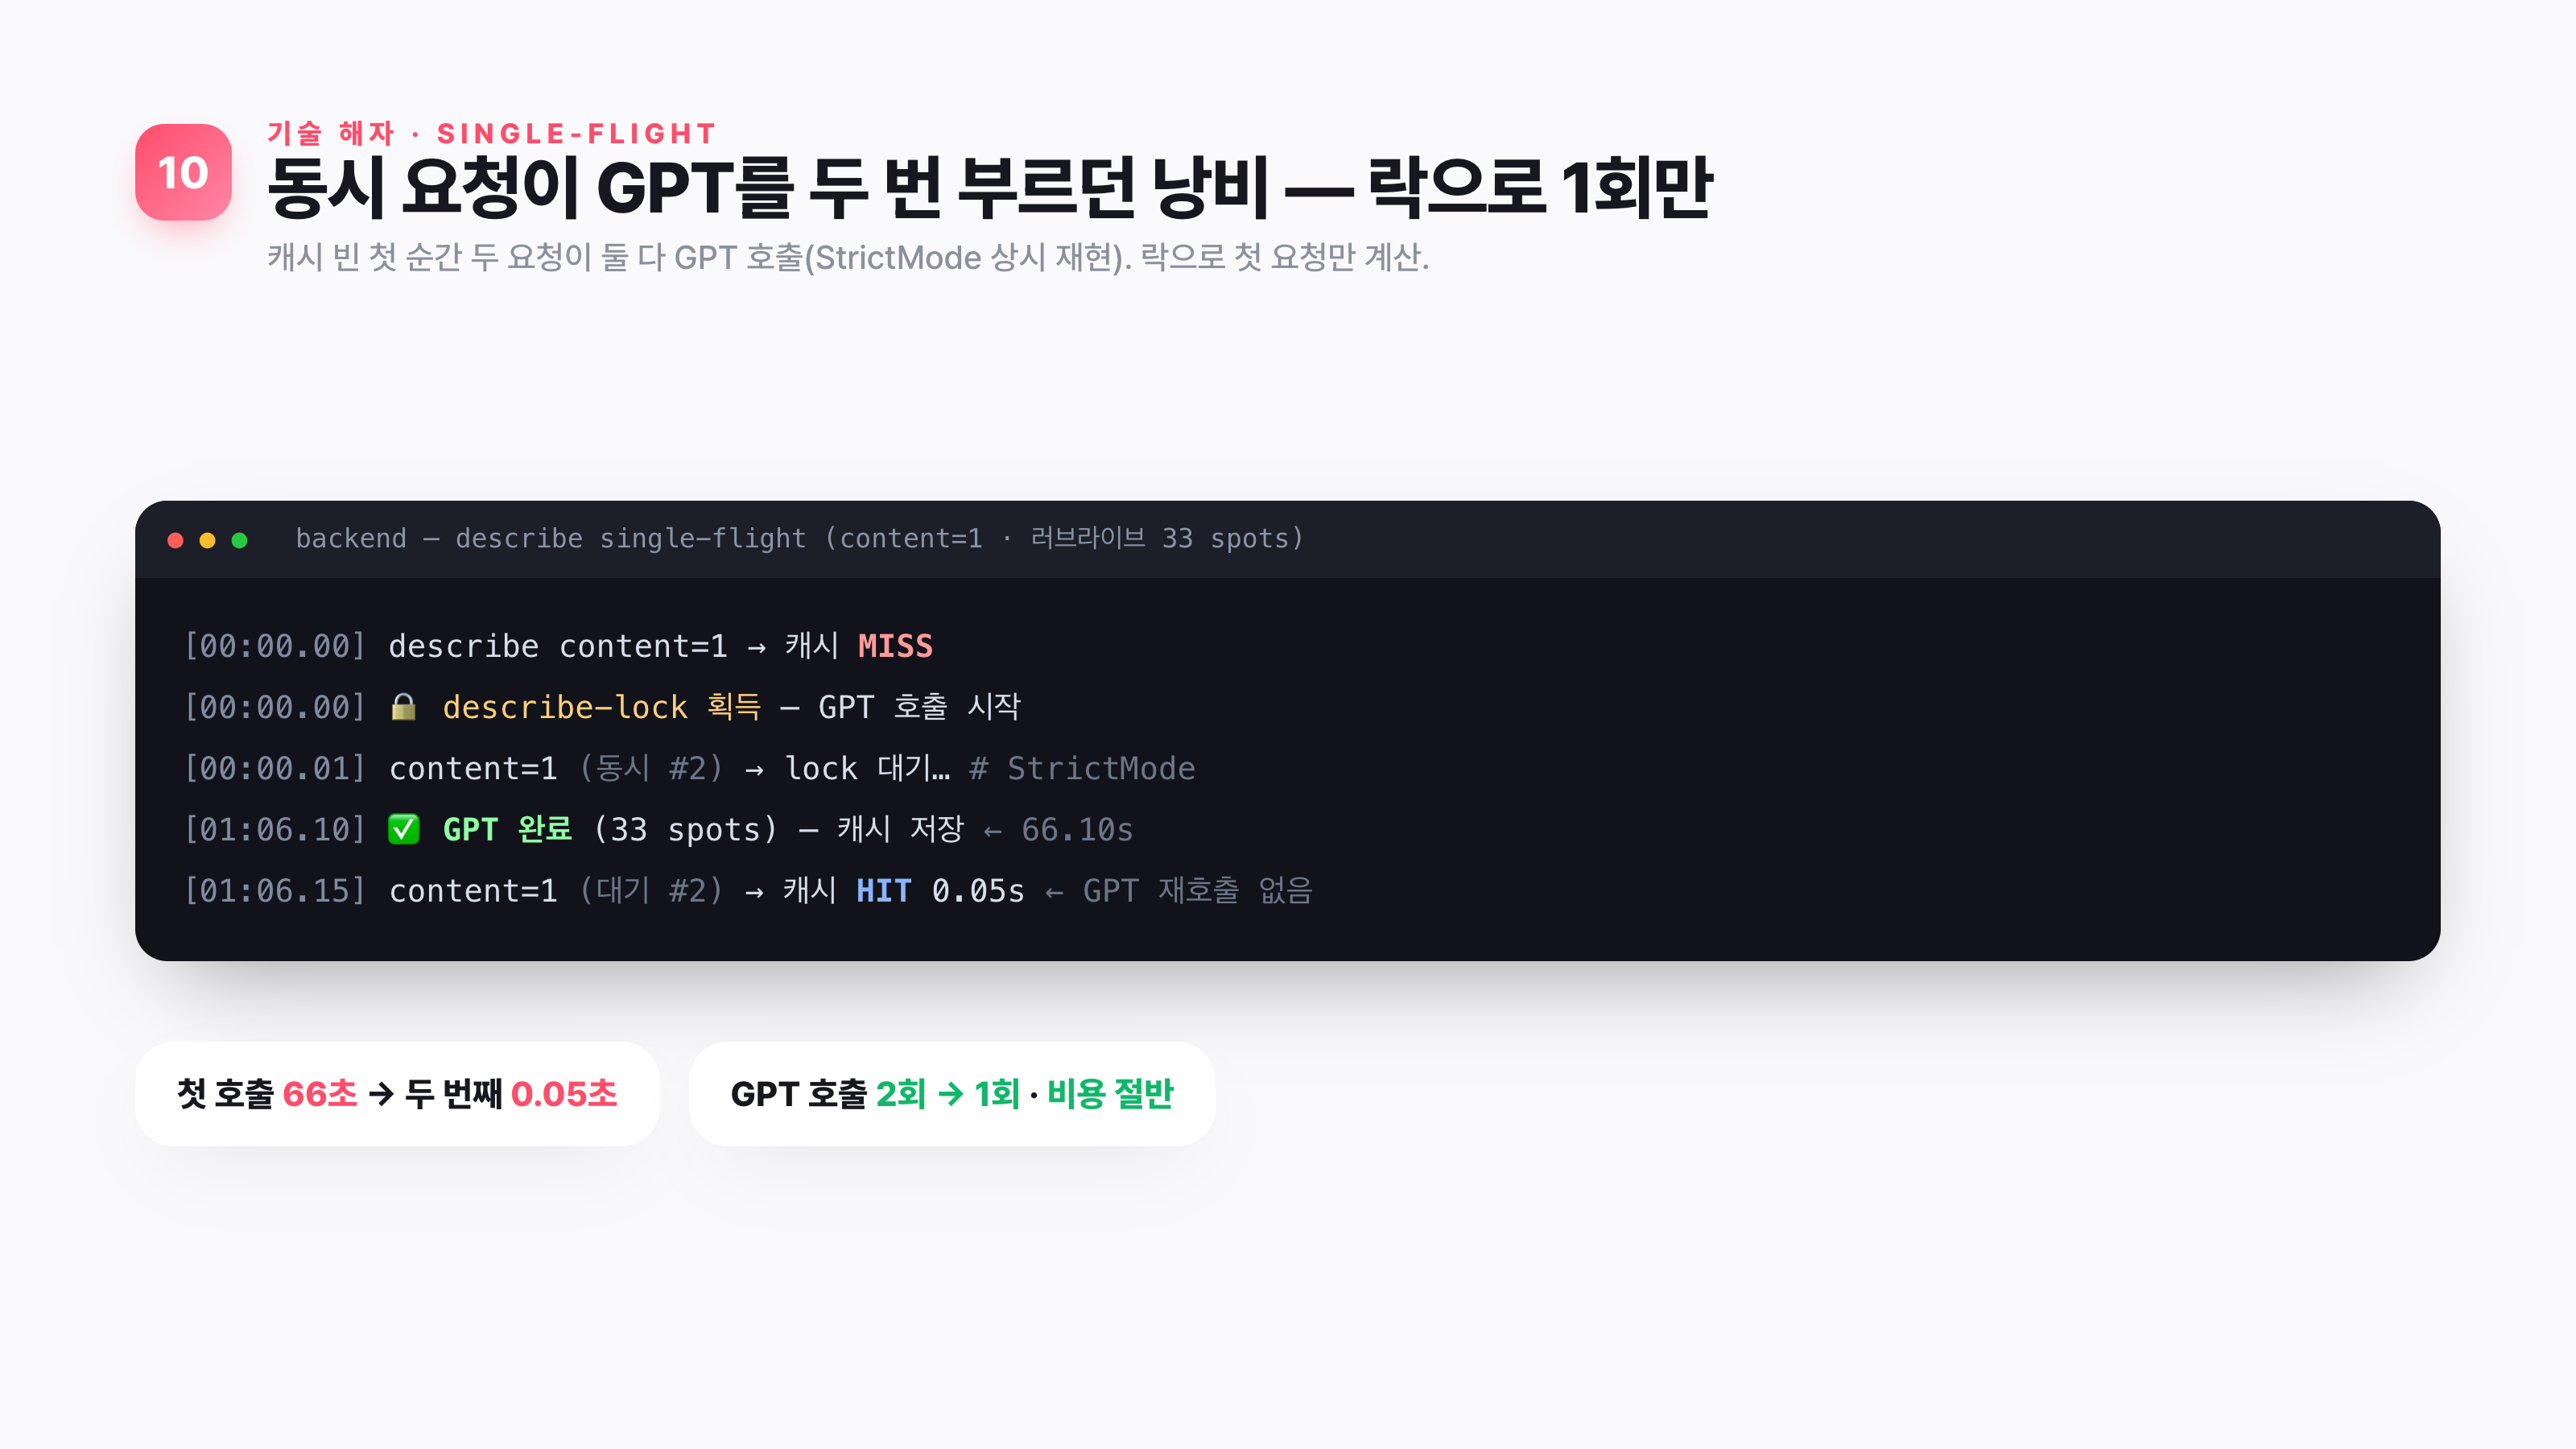 10
기술 해자 · SINGLE-FLIGHT
동시 요청이 GPT를 두 번 부르던 낭비 — 락으로 1회만
캐시 빈 첫 순간 두 요청이 둘 다 GPT 호출(StrictMode 상시 재현). 락으로 첫 요청만 계산.
backend — describe single-flight (content=1 · 러브라이브 33 spots)
[00:00.00] describe content=1 → 캐시 MISS
[00:00.00] 🔒 describe-lock 획득 — GPT 호출 시작
[00:00.01] content=1 (동시 #2) → lock 대기… # StrictMode
[01:06.10] ✅ GPT 완료 (33 spots) — 캐시 저장 ← 66.10s
[01:06.15] content=1 (대기 #2) → 캐시 HIT 0.05s ← GPT 재호출 없음
첫 호출 66초 → 두 번째 0.05초
GPT 호출 2회 → 1회 · 비용 절반